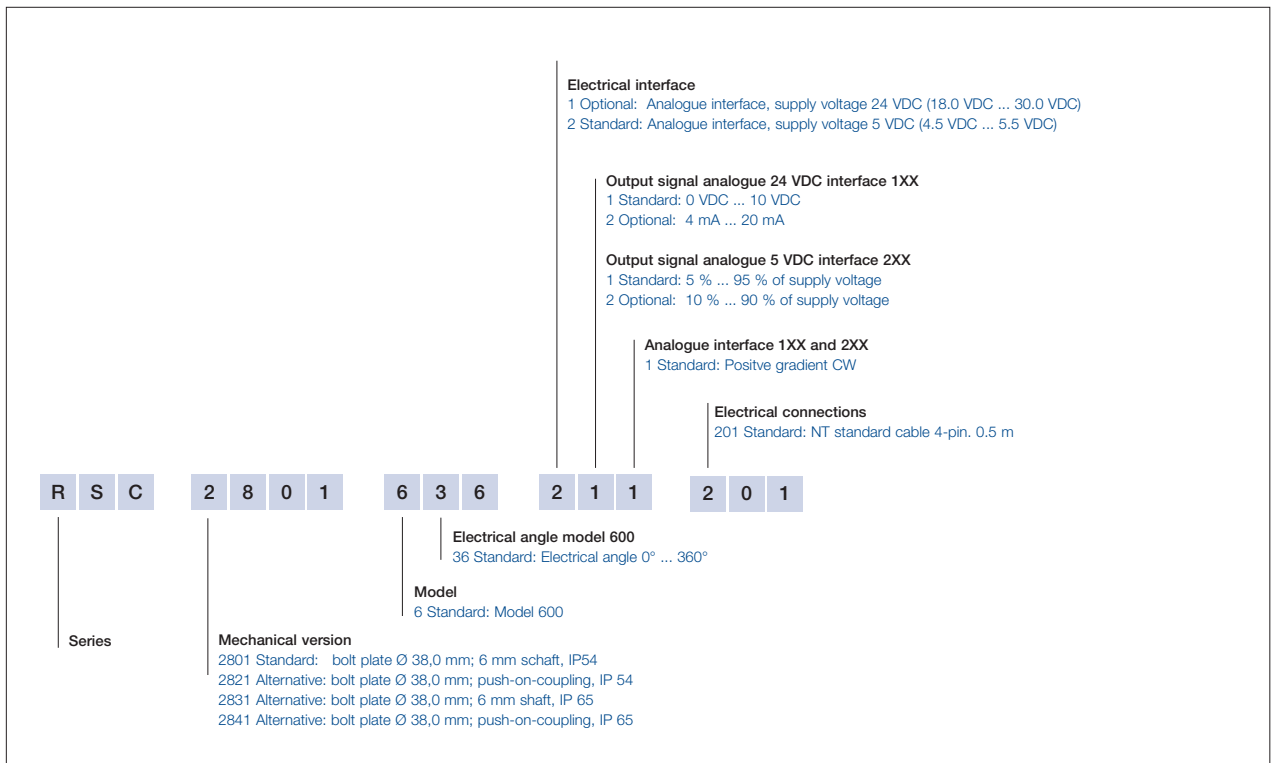 Electrical interface
1 Optional: Analogue interface, supply voltage 24 VDC (18.0 VDC ... 30.0 VDC)
2 Standard: Analogue interface, supply voltage 5 VDC (4.5 VDC ... 5.5 VDC)
Output signal analogue 24 VDC interface 1XX
1 Standard: 0 VDC ... 10 VDC
2 Optional: 4 mA ... 20 mA
Output signal analogue 5 VDC interface 2XX
1 Standard: 5 % ... 95 % of supply voltage
2 Optional: 10 % ... 90 % of supply voltage
Analogue interface 1XX and 2XX
1 Standard: Positve gradient CW
Electrical connections
201 Standard: NT standard cable 4-pin. 0.5 m
R S C 2 8 0 1 6 3 6 2 1 1 2 0 1
Electrical angle model 600
36 Standard: Electrical angle 0° ... 360°
Model
6 Standard: Model 600
Series
Mechanical version
2801 Standard: bolt plate Ø 38,0 mm; 6 mm schaft, IP54
2821 Alternative: bolt plate Ø 38,0 mm; push-on-coupling, IP 54
2831 Alternative: bolt plate Ø 38,0 mm; 6 mm shaft, IP 65
2841 Alternative: bolt plate Ø 38,0 mm; push-on-coupling, IP 65